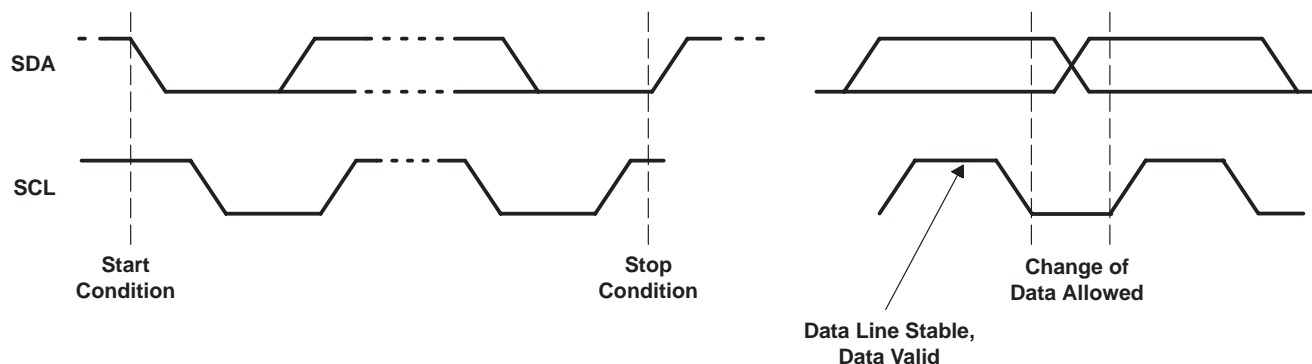 SDA
SCL
Start
Condition
Stop
Condition
Change of
Data Allowed
Data Line Stable,
Data Valid